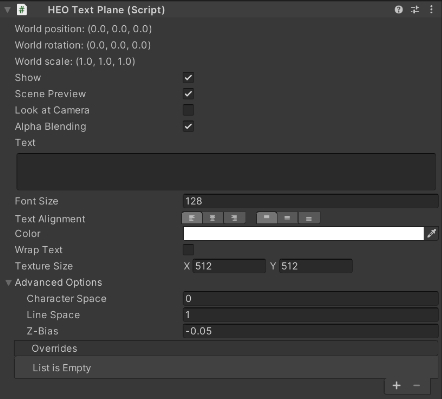 HEO Text Plane (Script)
World position: (0.0, 0.0, 0.0)
World rotation: (0.0, 0.0, 0.0)
World scale: (1.0, 1.0, 1.0)
Show
Scene Preview
Look at Camera
Alpha Blending
Text
Font Size 128
Text Alignment
Color
Wrap Text
Texture Size X 512 Y 512
Advanced Options
Character Space 0
Line Space 1
Z-Bias -0.05
Overrides
List is Empty